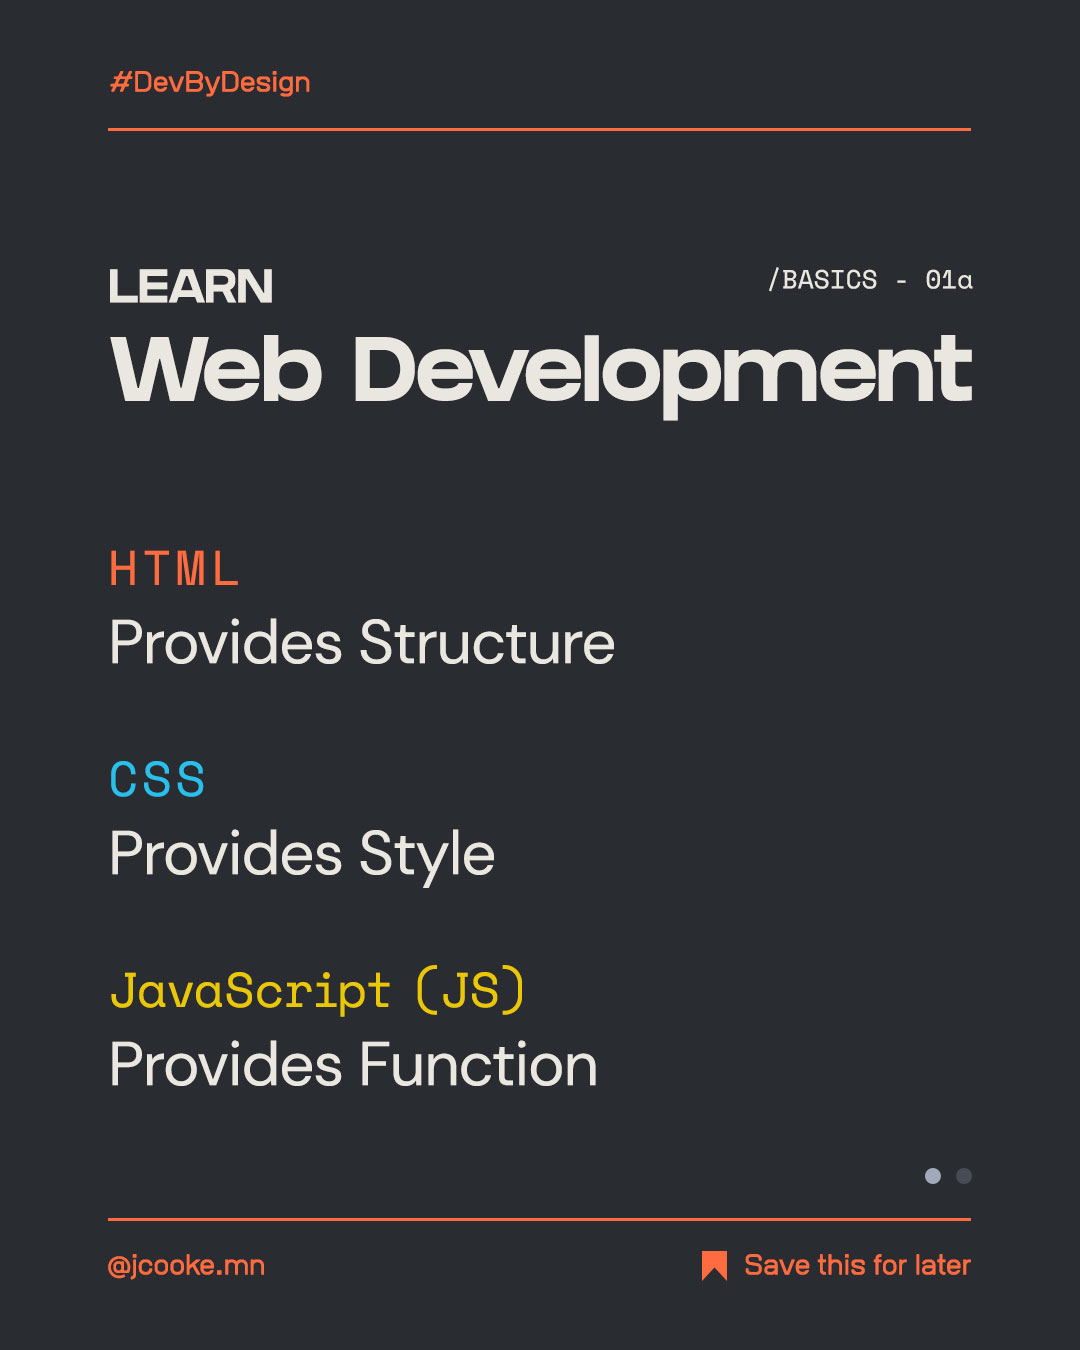 #DevByDesign
LEARN
/BASICS - 01a
Web Development
HTML
Provides Structure
CSS
Provides Style
JavaScript (JS)
Provides Function
@jcooke.mn
Save this for later